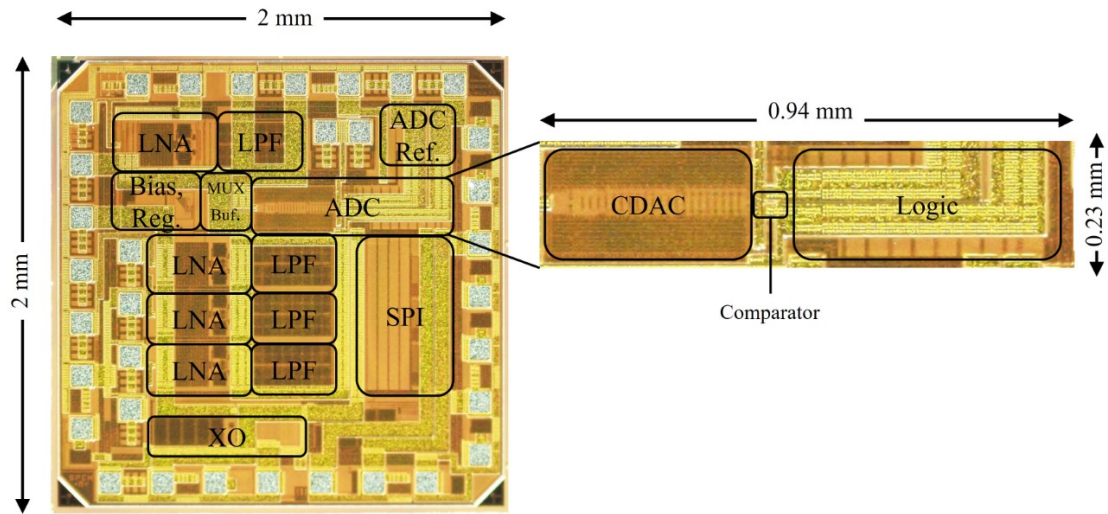 2 mm
2 mm
LNA
LPF
ADC
Ref.
Bias,
Reg.
MUX
Buf.
ADC
LNA
LPF
LNA
LPF
LNA
LPF
SPI
XO
0.94 mm
0.23 mm
CDAC
Logic
Comparator